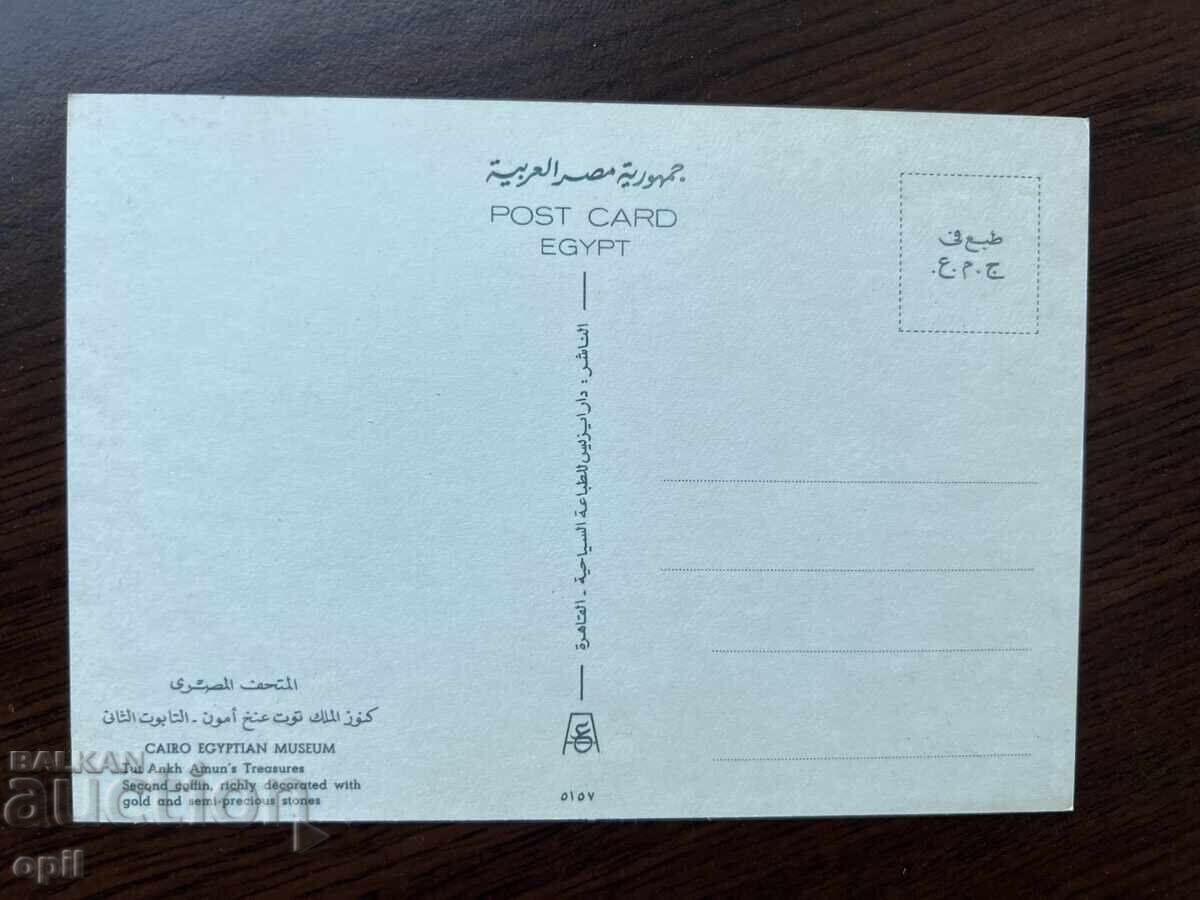 جمهورية مصر العربية
POST CARD
EGYPT
طبع في
ج.م.ع.
الناشر: دار ايزيس للطباعة السياحية - القاهرة
المتحف المصرى
كنوز الملك توت عنخ أمون - التابوت الثانى
CAIRO EGYPTIAN MUSEUM
Tut Ankh Amun's Treasures
Second coffin, richly decorated with
gold and semi-precious stones
٥١٥٧
BALKAN
auction
opil